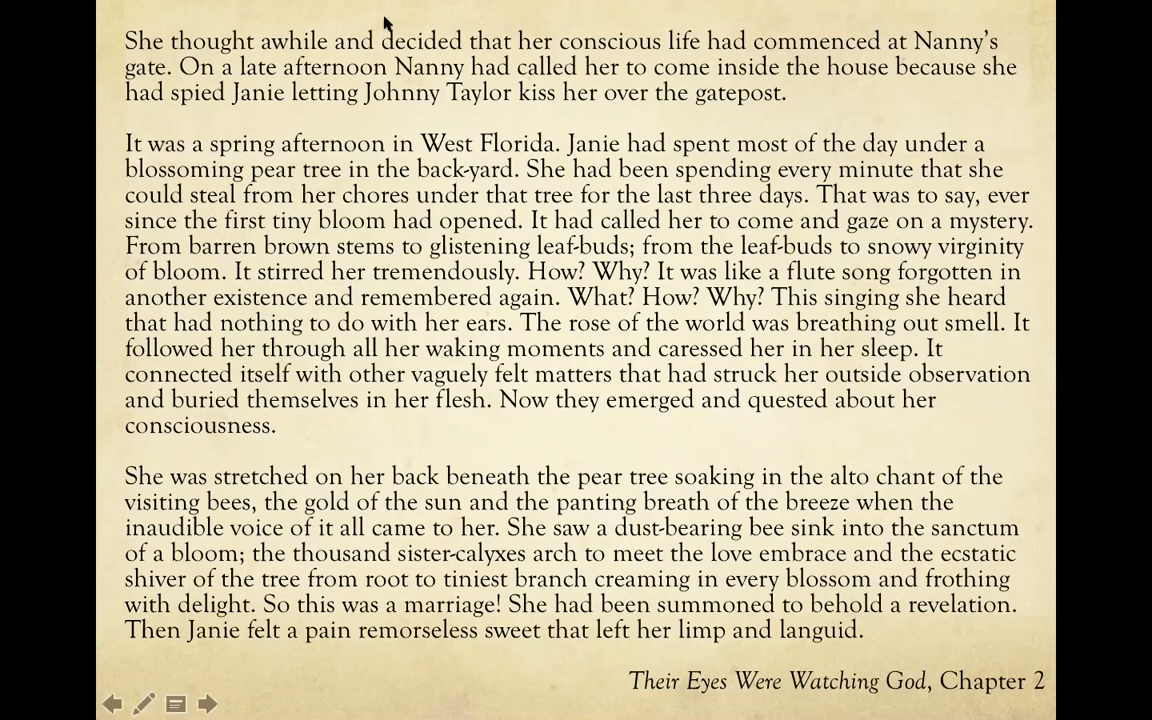 She thought awhile and decided that her conscious life had commenced at Nanny’s
gate. On a late afternoon Nanny had called her to come inside the house because she
had spied Janie letting Johnny Taylor kiss her over the gatepost.
It was a spring afternoon in West Florida. Janie had spent most of the day under a
blossoming pear tree in the back-yard. She had been spending every minute that she
could steal from her chores under that tree for the last three days. That was to say, ever
since the first tiny bloom had opened. It had called her to come and gaze on a mystery.
From barren brown stems to glistening leaf-buds; from the leaf-buds to snowy virginity
of bloom. It stirred her tremendously. How? Why? It was like a flute song forgotten in
another existence and remembered again. What? How? Why? This singing she heard
that had nothing to do with her ears. The rose of the world was breathing out smell. It
followed her through all her waking moments and caressed her in her sleep. It
connected itself with other vaguely felt matters that had struck her outside observation
and buried themselves in her flesh. Now they emerged and quested about her
consciousness.
She was stretched on her back beneath the pear tree soaking in the alto chant of the
visiting bees, the gold of the sun and the panting breath of the breeze when the
inaudible voice of it all came to her. She saw a dust-bearing bee sink into the sanctum
of a bloom; the thousand sister-calyxes arch to meet the love embrace and the ecstatic
shiver of the tree from root to tiniest branch creaming in every blossom and frothing
with delight. So this was a marriage! She had been summoned to behold a revelation.
Then Janie felt a pain remorseless sweet that left her limp and languid.
Their Eyes Were Watching God, Chapter 2